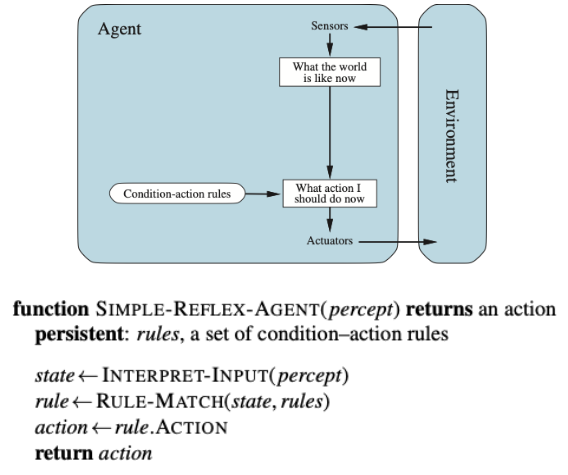 Agent
Sensors
What the world
is like now
Environment
Condition-action rules
What action I
should do now
Actuators
function SIMPLE-REFLEX-AGENT(percept) returns an action
persistent: rules, a set of condition–action rules
state←INTERPRET-INPUT(percept)
rule←RULE-MATCH(state, rules)
action←rule.ACTION
return action